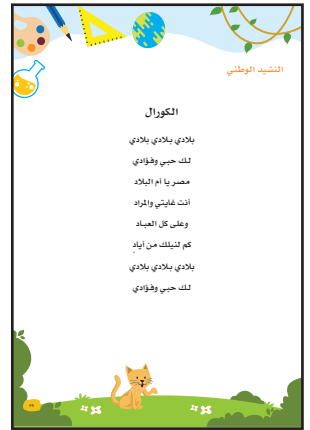 النشيد الوطني
الكورال
بلادي بلادي بلادي
لك حبي وفؤادي
مصر يا أم البلاد
أنت غايتي والمراد
وعلى كل العباد
كم لنيلك من أيادٍ
بلادي بلادي بلادي
لك حبي وفؤادي